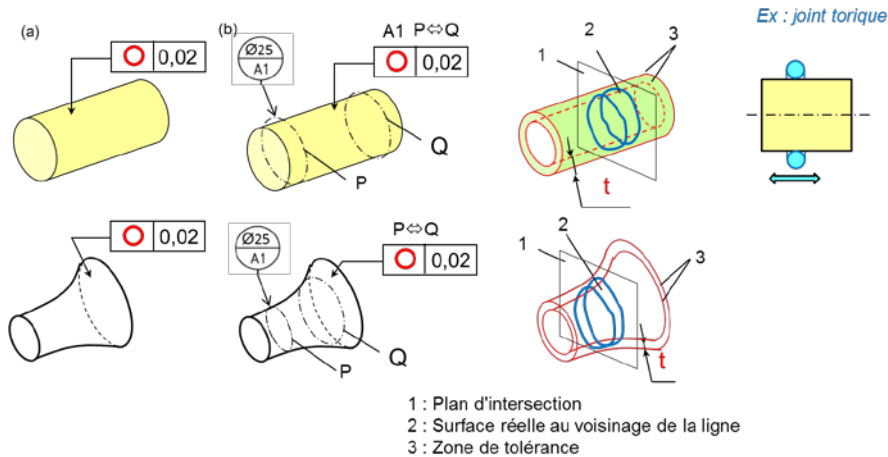 Ex : joint torique
(a)
0,02
(b)
Ø25
A1
A1 P⇔Q
0,02
P
Q
1
2
3
t
0,02
Ø25
A1
P⇔Q
0,02
P
Q
1
2
3
t
1 : Plan d'intersection
2 : Surface réelle au voisinage de la ligne
3 : Zone de tolérance